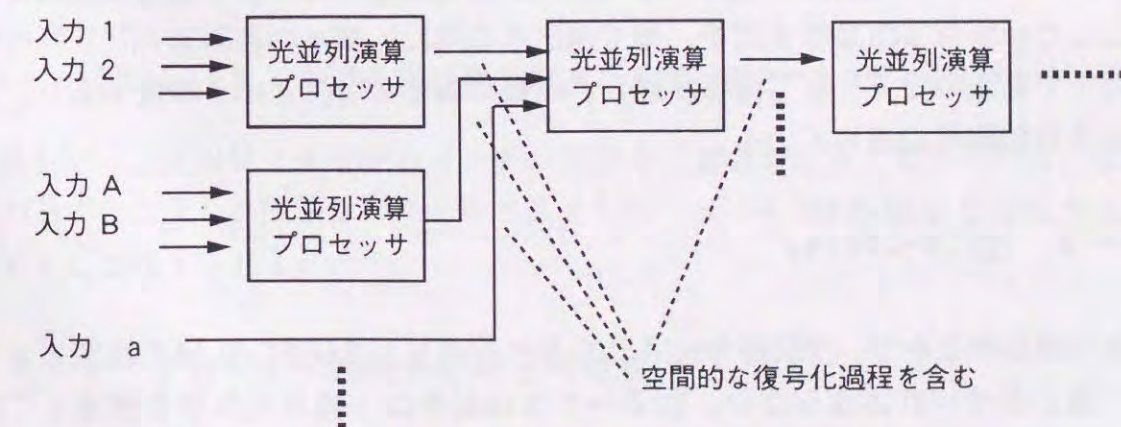 入力 1
入力 2
光並列演算
プロセッサ
光並列演算
プロセッサ
光並列演算
プロセッサ
入力 A
入力 B
光並列演算
プロセッサ
入力 a
空間的な復号化過程を含む